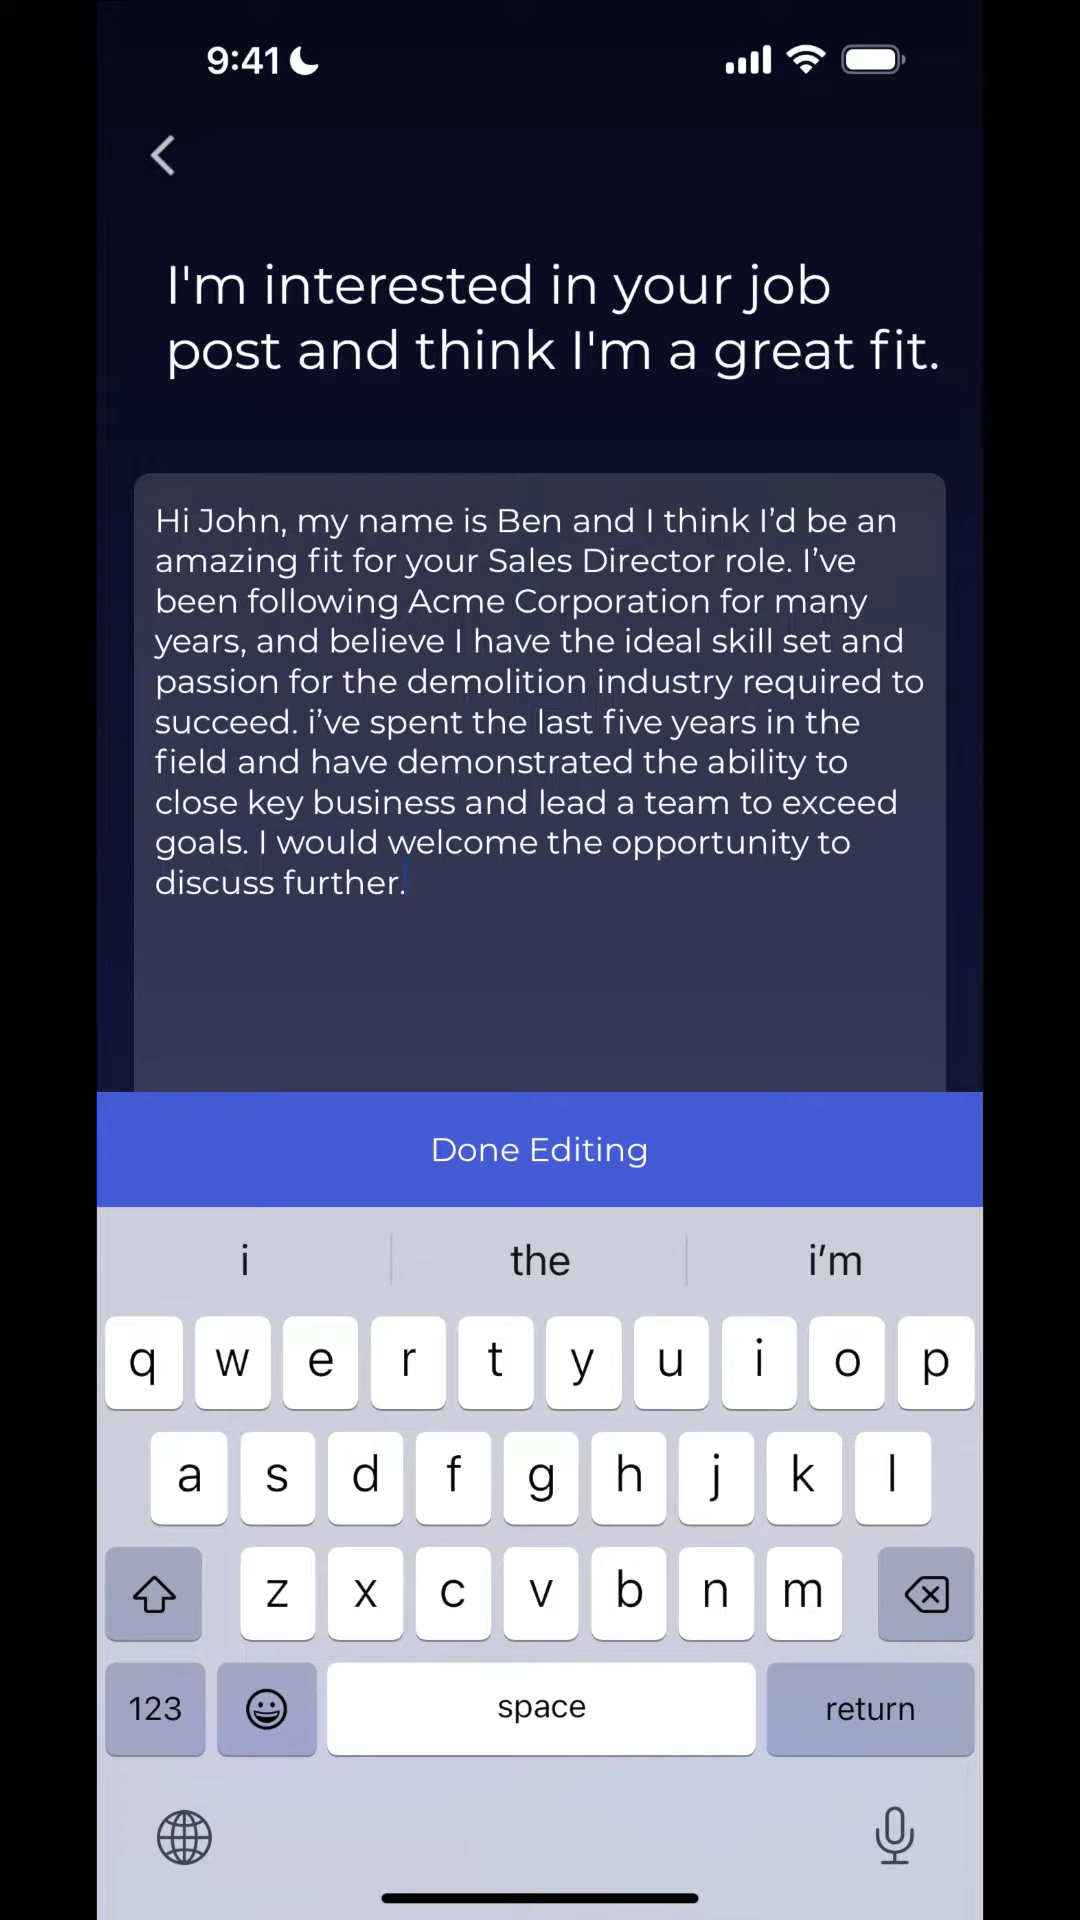 9:41
I'm interested in your job
post and think I'm a great fit.
Hi John, my name is Ben and I think I’d be an
amazing fit for your Sales Director role. I’ve
been following Acme Corporation for many
years, and believe I have the ideal skill set and
passion for the demolition industry required to
succeed. i’ve spent the last five years in the
field and have demonstrated the ability to
close key business and lead a team to exceed
goals. I would welcome the opportunity to
discuss further.
Done Editing
i the i’m
q w e r t y u i o p
a s d f g h j k l
z x c v b n m
123 space return